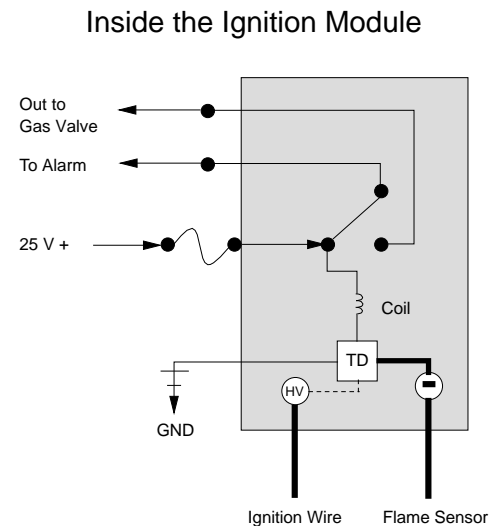 Inside the Ignition Module
Out to
Gas Valve
To Alarm
25 V +
Coil
TD
HV
GND
Ignition Wire
Flame Sensor